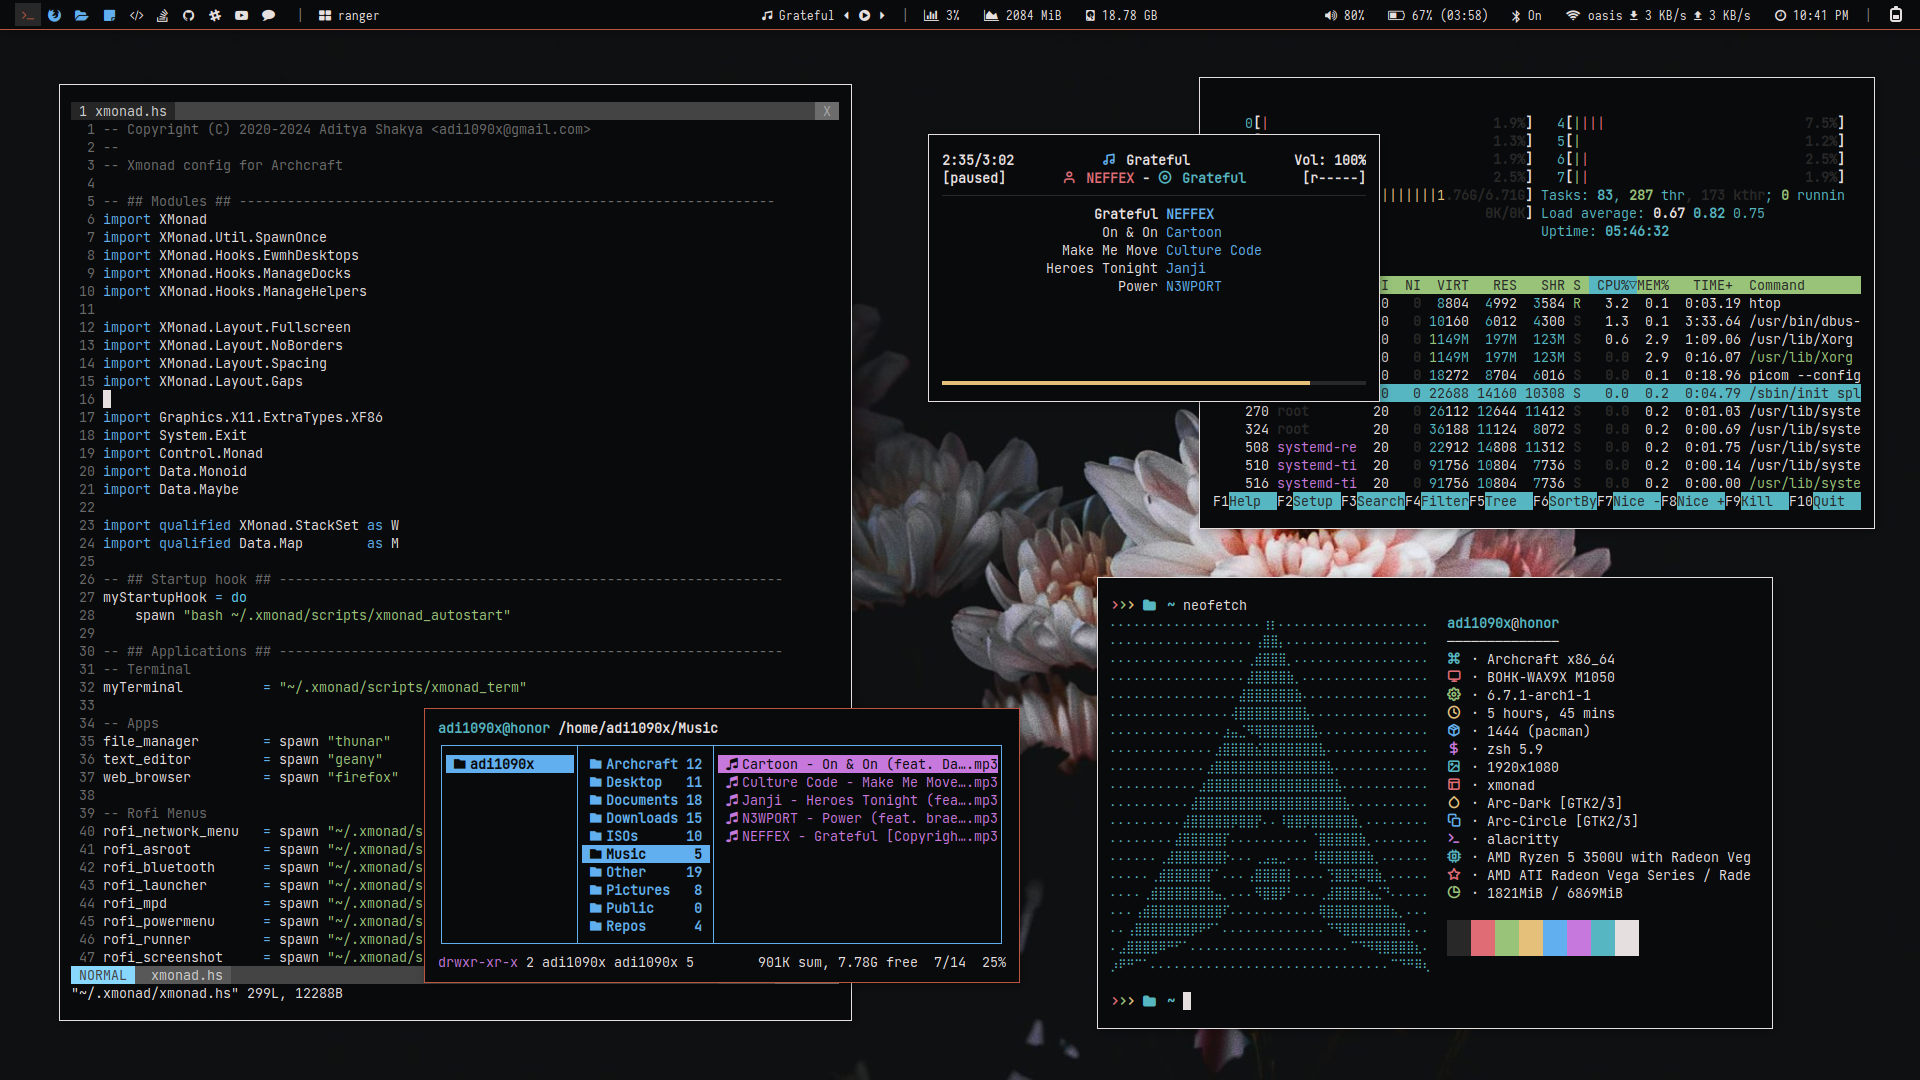 ranger
Grateful
3%
2084 MiB
18.78 GB
80%
67% (03:58)
On
oasis 3 KB/s 3 KB/s
10:41 PM
1 xmonad.hs X
1 -- Copyright (C) 2020-2024 Aditya Shakya <adi1090x@gmail.com>
2 --
3 -- Xmonad config for Archcraft
4
5 -- ## Modules ## -------------------------------------------------------------------
6 import XMonad
7 import XMonad.Util.SpawnOnce
8 import XMonad.Hooks.EwmhDesktops
9 import XMonad.Hooks.ManageDocks
10 import XMonad.Hooks.ManageHelpers
11
12 import XMonad.Layout.Fullscreen
13 import XMonad.Layout.NoBorders
14 import XMonad.Layout.Spacing
15 import XMonad.Layout.Gaps
16
17 import Graphics.X11.ExtraTypes.XF86
18 import System.Exit
19 import Control.Monad
20 import Data.Monoid
21 import Data.Maybe
22
23 import qualified XMonad.StackSet as W
24 import qualified Data.Map        as M
25
26 -- ## Startup hook ## ---------------------------------------------------------------
27 myStartupHook = do
28     spawn "bash ~/.xmonad/scripts/xmonad_autostart"
29
30 -- ## Applications ## ---------------------------------------------------------------
31 -- Terminal
32 myTerminal          = "~/.xmonad/scripts/xmonad_term"
33
34 -- Apps
35 file_manager        = spawn "thunar"
36 text_editor         = spawn "geany"
37 web_browser         = spawn "firefox"
38
39 -- Rofi Menus
40 rofi_network_menu   = spawn "~/.xmonad/s
41 rofi_asroot         = spawn "~/.xmonad/s
42 rofi_bluetooth      = spawn "~/.xmonad/s
43 rofi_launcher       = spawn "~/.xmonad/s
44 rofi_mpd            = spawn "~/.xmonad/s
45 rofi_powermenu      = spawn "~/.xmonad/s
46 rofi_runner         = spawn "~/.xmonad/s
47 rofi_screenshot     = spawn "~/.xmonad/s
NORMAL xmonad.hs
"~/.xmonad/xmonad.hs" 299L, 12288B
2:35/3:02 Grateful Vol: 100%
[paused] NEFFEX - Grateful [r-----]
Grateful NEFFEX
On & On Cartoon
Make Me Move Culture Code
Heroes Tonight Janji
Power N3WPORT
0[| 1.9%] 4[|||| 7.5%]
1.3%] 5[| 1.2%]
1.9%] 6[|| 2.5%]
2.5%] 7[|| 1.9%]
|||||||1.76G/6.71G] Tasks: 83, 287 thr, 173 kthr; 0 runnin
0K/0K] Load average: 0.67 0.82 0.75
Uptime: 05:46:32
I NI VIRT RES SHR S CPU%▽MEM% TIME+ Command
0 0 8804 4992 3584 R 3.2 0.1 0:03.19 htop
0 0 10160 6012 4300 S 1.3 0.1 3:33.64 /usr/bin/dbus-
0 0 1149M 197M 123M S 0.6 2.9 1:09.06 /usr/lib/Xorg
0 0 1149M 197M 123M S 0.0 2.9 0:16.07 /usr/lib/Xorg
0 0 18272 8704 6016 S 0.0 0.1 0:18.96 picom --config
0 0 22688 14160 10308 S 0.0 0.2 0:04.79 /sbin/init spl
270 root 20 0 26112 12644 11412 S 0.0 0.2 0:01.03 /usr/lib/syste
324 root 20 0 36188 11124 8072 S 0.0 0.2 0:00.69 /usr/lib/syste
508 systemd-re 20 0 22912 14808 11312 S 0.0 0.2 0:01.75 /usr/lib/syste
510 systemd-ti 20 0 91756 10804 7736 S 0.0 0.2 0:00.14 /usr/lib/syste
516 systemd-ti 20 0 91756 10804 7736 S 0.0 0.2 0:00.00 /usr/lib/syste
F1Help F2Setup F3SearchF4FilterF5Tree F6SortByF7Nice -F8Nice +F9Kill F10Quit
adi1090x@honor /home/adi1090x/Music
adi1090x
Archcraft 12
Desktop 11
Documents 18
Downloads 15
ISOs 10
Music 5
Other 19
Pictures 8
Public 0
Repos 4
Cartoon - On & On (feat. Da….mp3
Culture Code - Make Me Move….mp3
Janji - Heroes Tonight (fea….mp3
N3WPORT - Power (feat. brae….mp3
NEFFEX - Grateful [Copyrigh….mp3
drwxr-xr-x 2 adi1090x adi1090x 5 901K sum, 7.78G free 7/14 25%
>>> ~ neofetch
adi1090x@honor
──────────────
· Archcraft x86_64
· BOHK-WAX9X M1050
· 6.7.1-arch1-1
· 5 hours, 45 mins
· 1444 (pacman)
· zsh 5.9
· 1920x1080
· xmonad
· Arc-Dark [GTK2/3]
· Arc-Circle [GTK2/3]
· alacritty
· AMD Ryzen 5 3500U with Radeon Veg
· AMD ATI Radeon Vega Series / Rade
· 1821MiB / 6869MiB
>>> ~